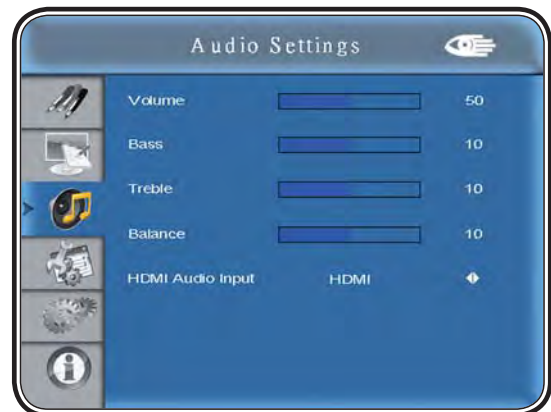 Audio Settings
Volume 50
Bass 10
Treble 10
Balance 10
HDMI Audio Input HDMI